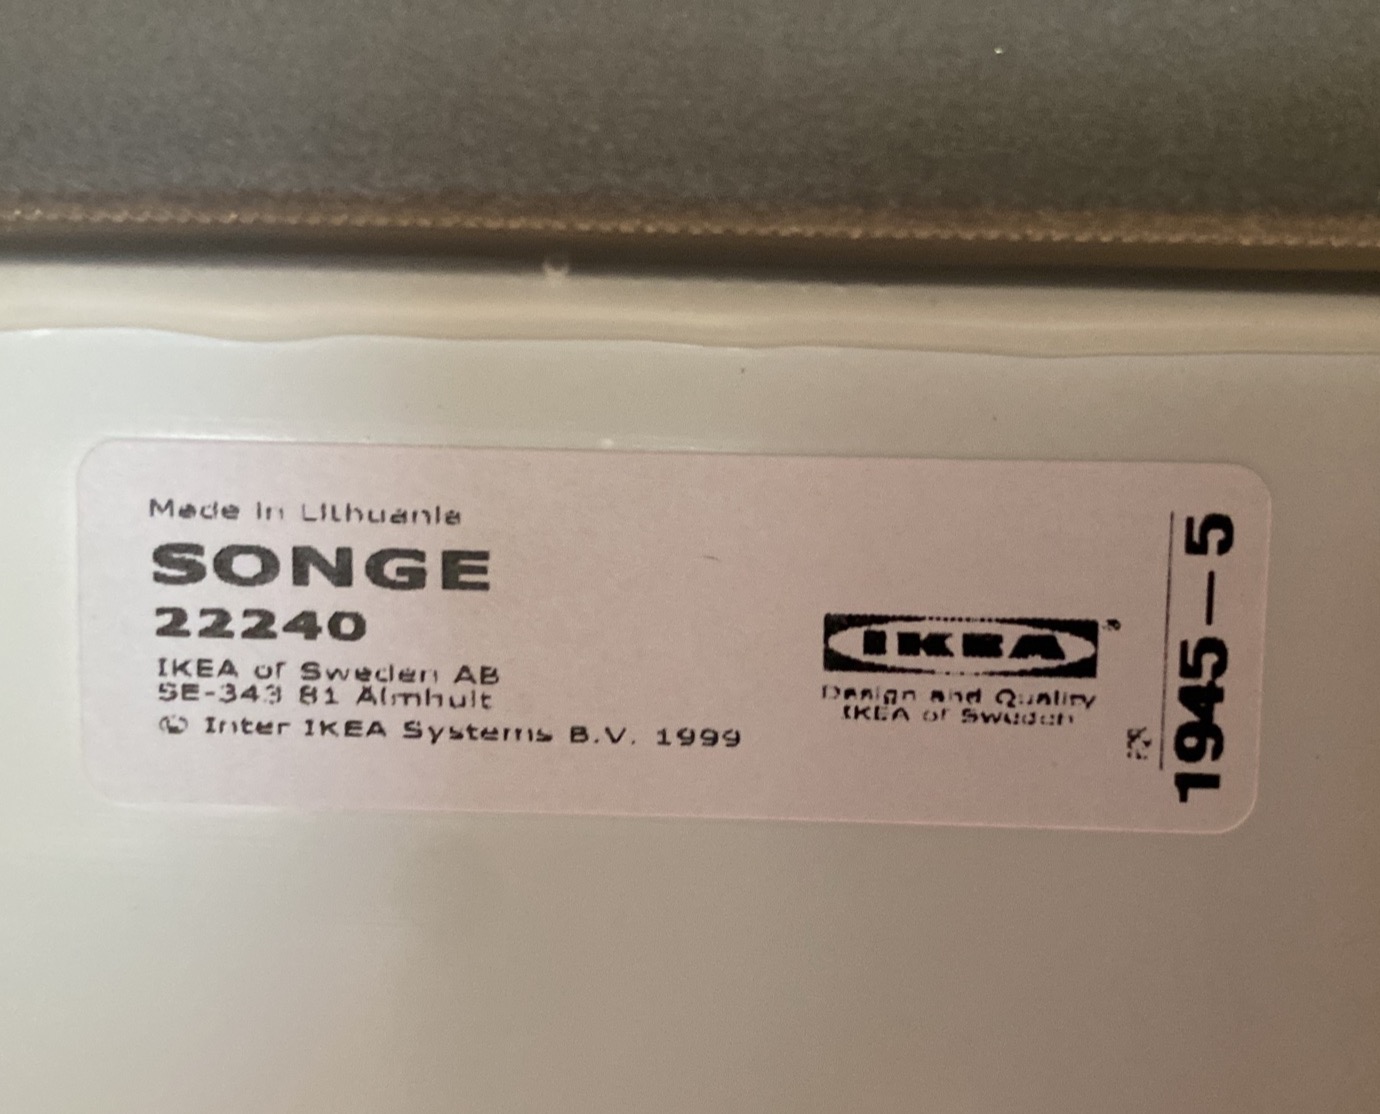 Made in Lithuania
SONGE
22240
IKEA of Sweden AB
SE-343 81 Älmhult
© Inter IKEA Systems B.V. 1999
IKEA®
Design and Quality
IKEA of Sweden
1945-5